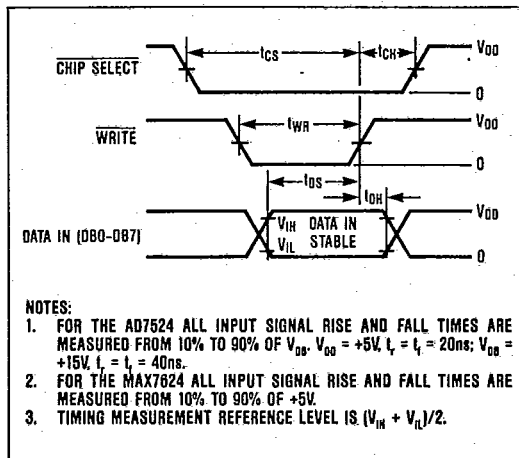 tCS
tCH
VDD
CHIP SELECT
0
tWR
VDD
WRITE
0
tDS
tDH
VDD
DATA IN (DB0-DB7)
VIH DATA IN
VIL STABLE
0
NOTES:
1. FOR THE AD7524 ALL INPUT SIGNAL RISE AND FALL TIMES ARE
MEASURED FROM 10% TO 90% OF VDD. VDD = +5V, tr = tf = 20ns; VDD =
+15V, tr = tf = 40ns.
2. FOR THE MAX7624 ALL INPUT SIGNAL RISE AND FALL TIMES ARE
MEASURED FROM 10% TO 90% OF +5V.
3. TIMING MEASUREMENT REFERENCE LEVEL IS (VIH + VIL)/2.